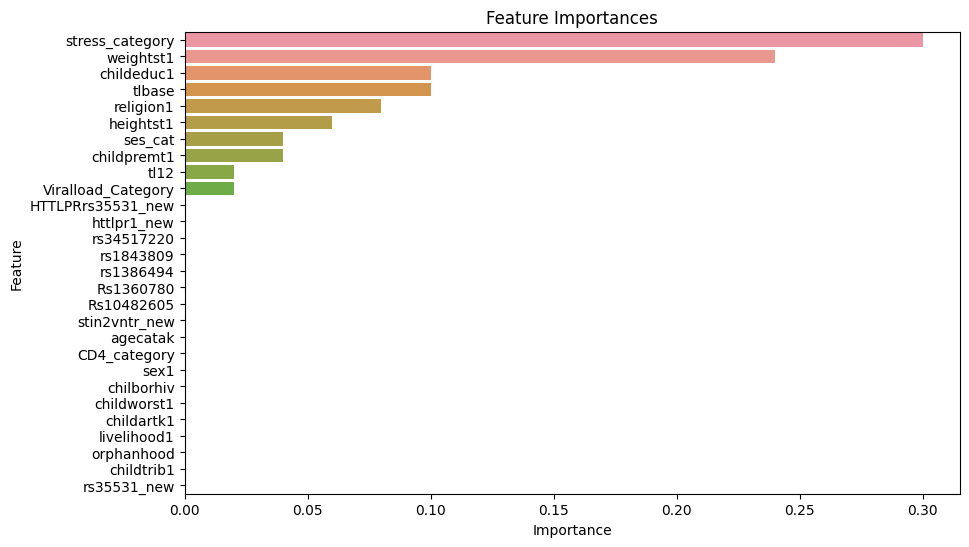 Feature Importances
Feature
stress_category
weightst1
childeduc1
tlbase
religion1
heightst1
ses_cat
childpremt1
tl12
Viralload_Category
HTTLPRrs35531_new
httlpr1_new
rs34517220
rs1843809
rs1386494
Rs1360780
Rs10482605
stin2vntr_new
agecatak
CD4_category
sex1
chilborhiv
childworst1
childartk1
livelihood1
orphanhood
childtrib1
rs35531_new
0.00 0.05 0.10 0.15 0.20 0.25 0.30
Importance